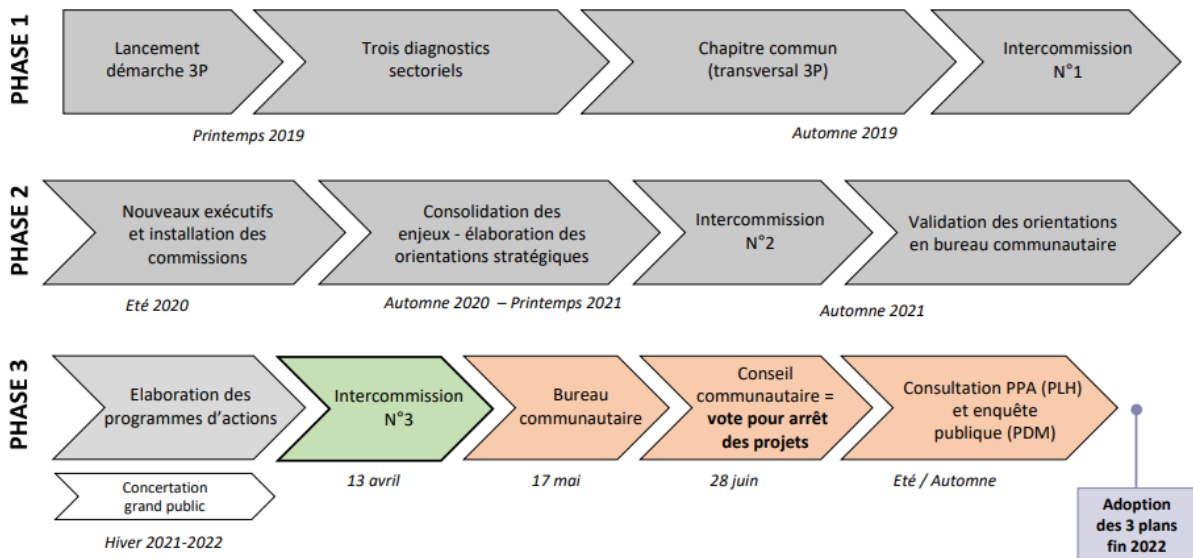 PHASE 1
Lancement
démarche 3P
Trois diagnostics
sectoriels
Chapitre commun
(transversal 3P)
Intercommission
N°1
Printemps 2019
Automne 2019
PHASE 2
Nouveaux exécutifs
et installation des
commissions
Consolidation des
enjeux - élaboration des
orientations stratégiques
Intercommission
N°2
Validation des orientations
en bureau communautaire
Eté 2020
Automne 2020 – Printemps 2021
Automne 2021
PHASE 3
Elaboration des
programmes d'actions
Intercommission
N°3
Bureau
communautaire
Conseil
communautaire =
vote pour arrêt
des projets
Consultation PPA (PLH)
et enquête
publique (PDM)
Concertation
grand public
13 avril
17 mai
28 juin
Eté / Automne
Hiver 2021-2022
Adoption
des 3 plans
fin 2022